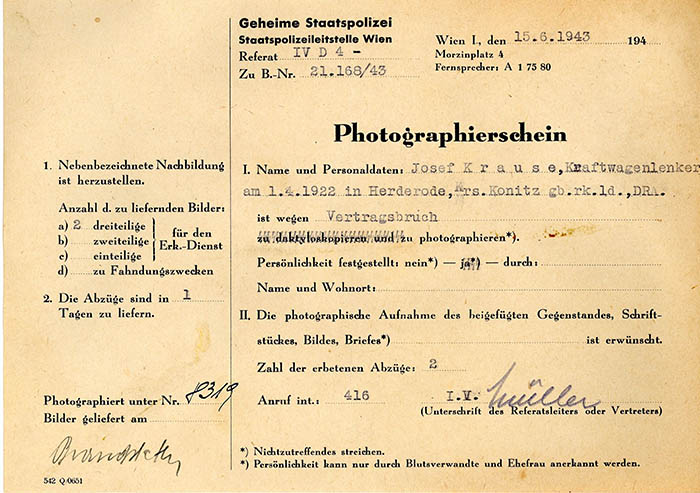 Geheime Staatspolizei
Staatspolizeileitstelle Wien
Referat IV D 4 -
Zu B.-Nr. 21.168/43
Wien I., den 15.6.1943 194
Morzinplatz 4
Fernsprecher: A 1 75 80
Photographierschein
1. Nebenbezeichnete Nachbildung
ist herzustellen.
Anzahl d. zu liefernden Bilder:
a) 2 dreiteilige
b) zweiteilige
c) einteilige
für den
Erk.-Dienst
d) zu Fahndungszwecken
2. Die Abzüge sind in 1
Tagen zu liefern.
Photographiert unter Nr. 8319
Bilder geliefert am
542 Q/0651
I. Name und Personaldaten: Josef Krause, Kraftwagenlenker
am 1.4.1922 in Herderode, Krs. Konitz gb.rk.ld., DRA.
ist wegen Vertragsbruch
zu daktyloskopieren und zu photographieren*).
Persönlichkeit festgestellt: nein*) — ja*) — durch:
Name und Wohnort:
II. Die photographische Aufnahme des beigefügten Gegenstandes, Schrift-
stückes, Bildes, Briefes*) ist erwünscht.
Zahl der erbetenen Abzüge: 2
Anruf int.: 416 I.V. Müller
(Unterschrift des Referatsleiters oder Vertreters)
*) Nichtzutreffendes streichen.
*) Persönlichkeit kann nur durch Blutsverwandte und Ehefrau anerkannt werden.